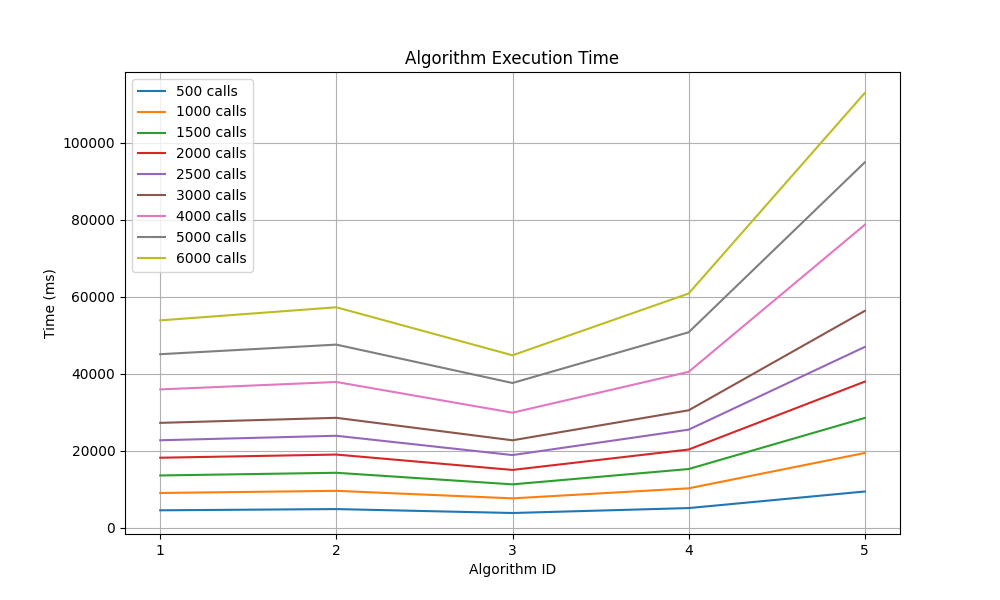 Algorithm Execution Time
500 calls
1000 calls
1500 calls
2000 calls
2500 calls
3000 calls
4000 calls
5000 calls
6000 calls
Time (ms)
100000
80000
60000
40000
20000
0
1 2 3 4 5
Algorithm ID